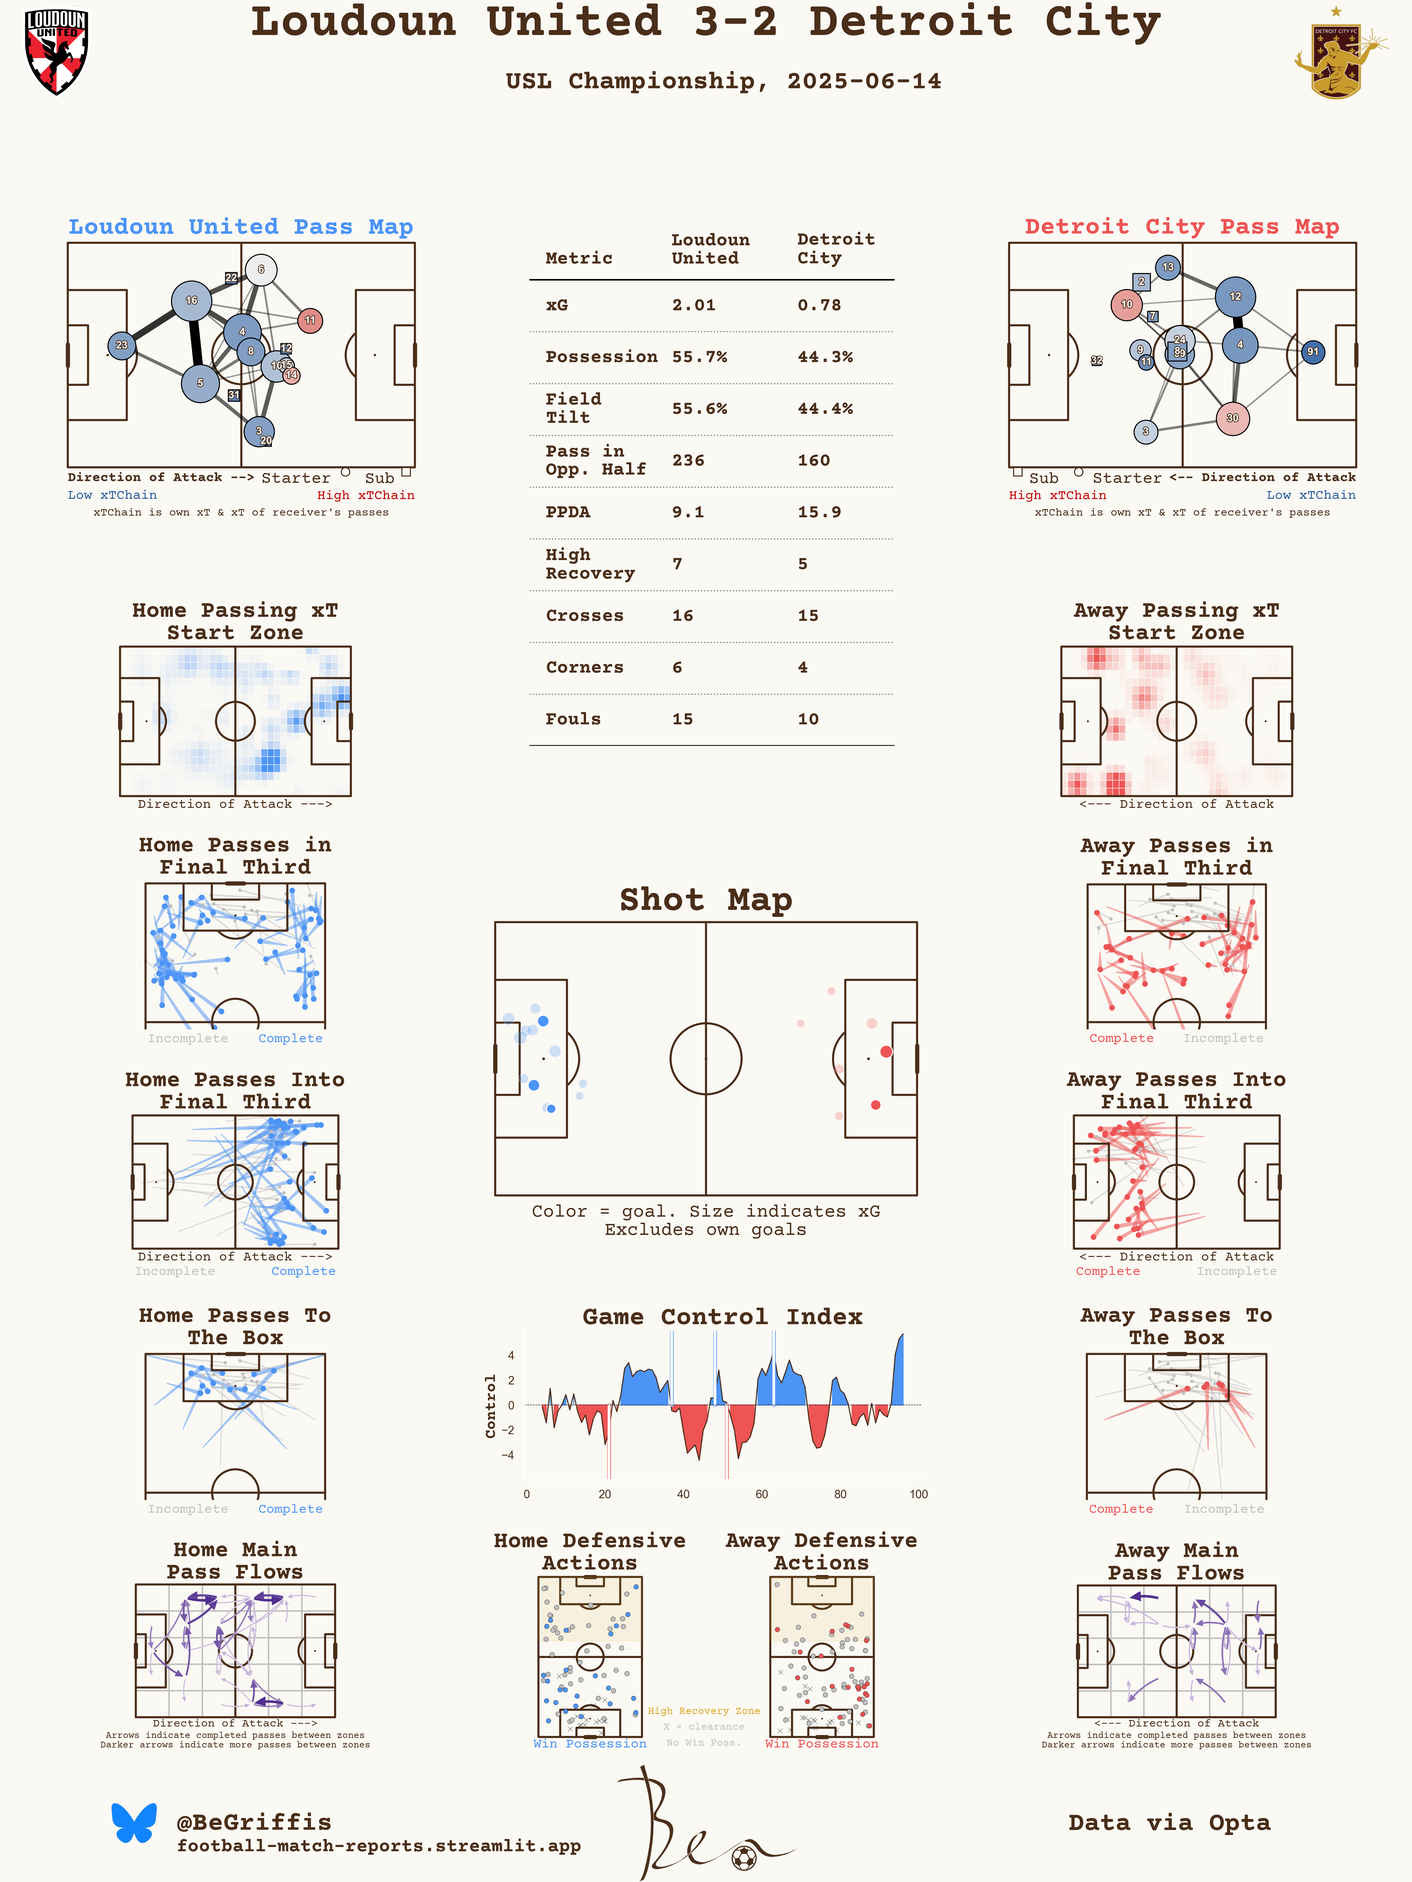 Loudoun United 3-2 Detroit City
USL Championship, 2025-06-14
LOUDOUN
UNITED
DETROIT CITY FC
Loudoun United Pass Map
22
6
16
11
4
23
8
12
10
15
14
5
31
3
20
Direction of Attack --> Starter Sub
Low xTChain High xTChain
xTChain is own xT & xT of receiver's passes
Metric Loudoun United Detroit City
xG 2.01 0.78
Possession 55.7% 44.3%
Field Tilt 55.6% 44.4%
Pass in Opp. Half 236 160
PPDA 9.1 15.9
High Recovery 7 5
Crosses 16 15
Corners 6 4
Fouls 15 10
Detroit City Pass Map
13
2
12
10
7
24
4
9
91
32
11
30
3
Sub Starter <-- Direction of Attack
High xTChain Low xTChain
xTChain is own xT & xT of receiver's passes
Home Passing xT
Start Zone
Direction of Attack --->
Away Passing xT
Start Zone
<--- Direction of Attack
Home Passes in
Final Third
Incomplete Complete
Away Passes in
Final Third
Complete Incomplete
Shot Map
Color = goal. Size indicates xG
Excludes own goals
Home Passes Into
Final Third
Direction of Attack --->
Incomplete Complete
Away Passes Into
Final Third
<--- Direction of Attack
Complete Incomplete
Home Passes To
The Box
Incomplete Complete
Game Control Index
Control
4
2
0
−2
−4
0 20 40 60 80 100
Away Passes To
The Box
Complete Incomplete
Home Main
Pass Flows
Direction of Attack --->
Arrows indicate completed passes between zones
Darker arrows indicate more passes between zones
Home Defensive
Actions
Win Possession
Away Defensive
Actions
Win Possession
High Recovery Zone
X = clearance
No Win Poss.
Away Main
Pass Flows
<--- Direction of Attack
Arrows indicate completed passes between zones
Darker arrows indicate more passes between zones
@BeGriffis
football-match-reports.streamlit.app
Ben
Data via Opta